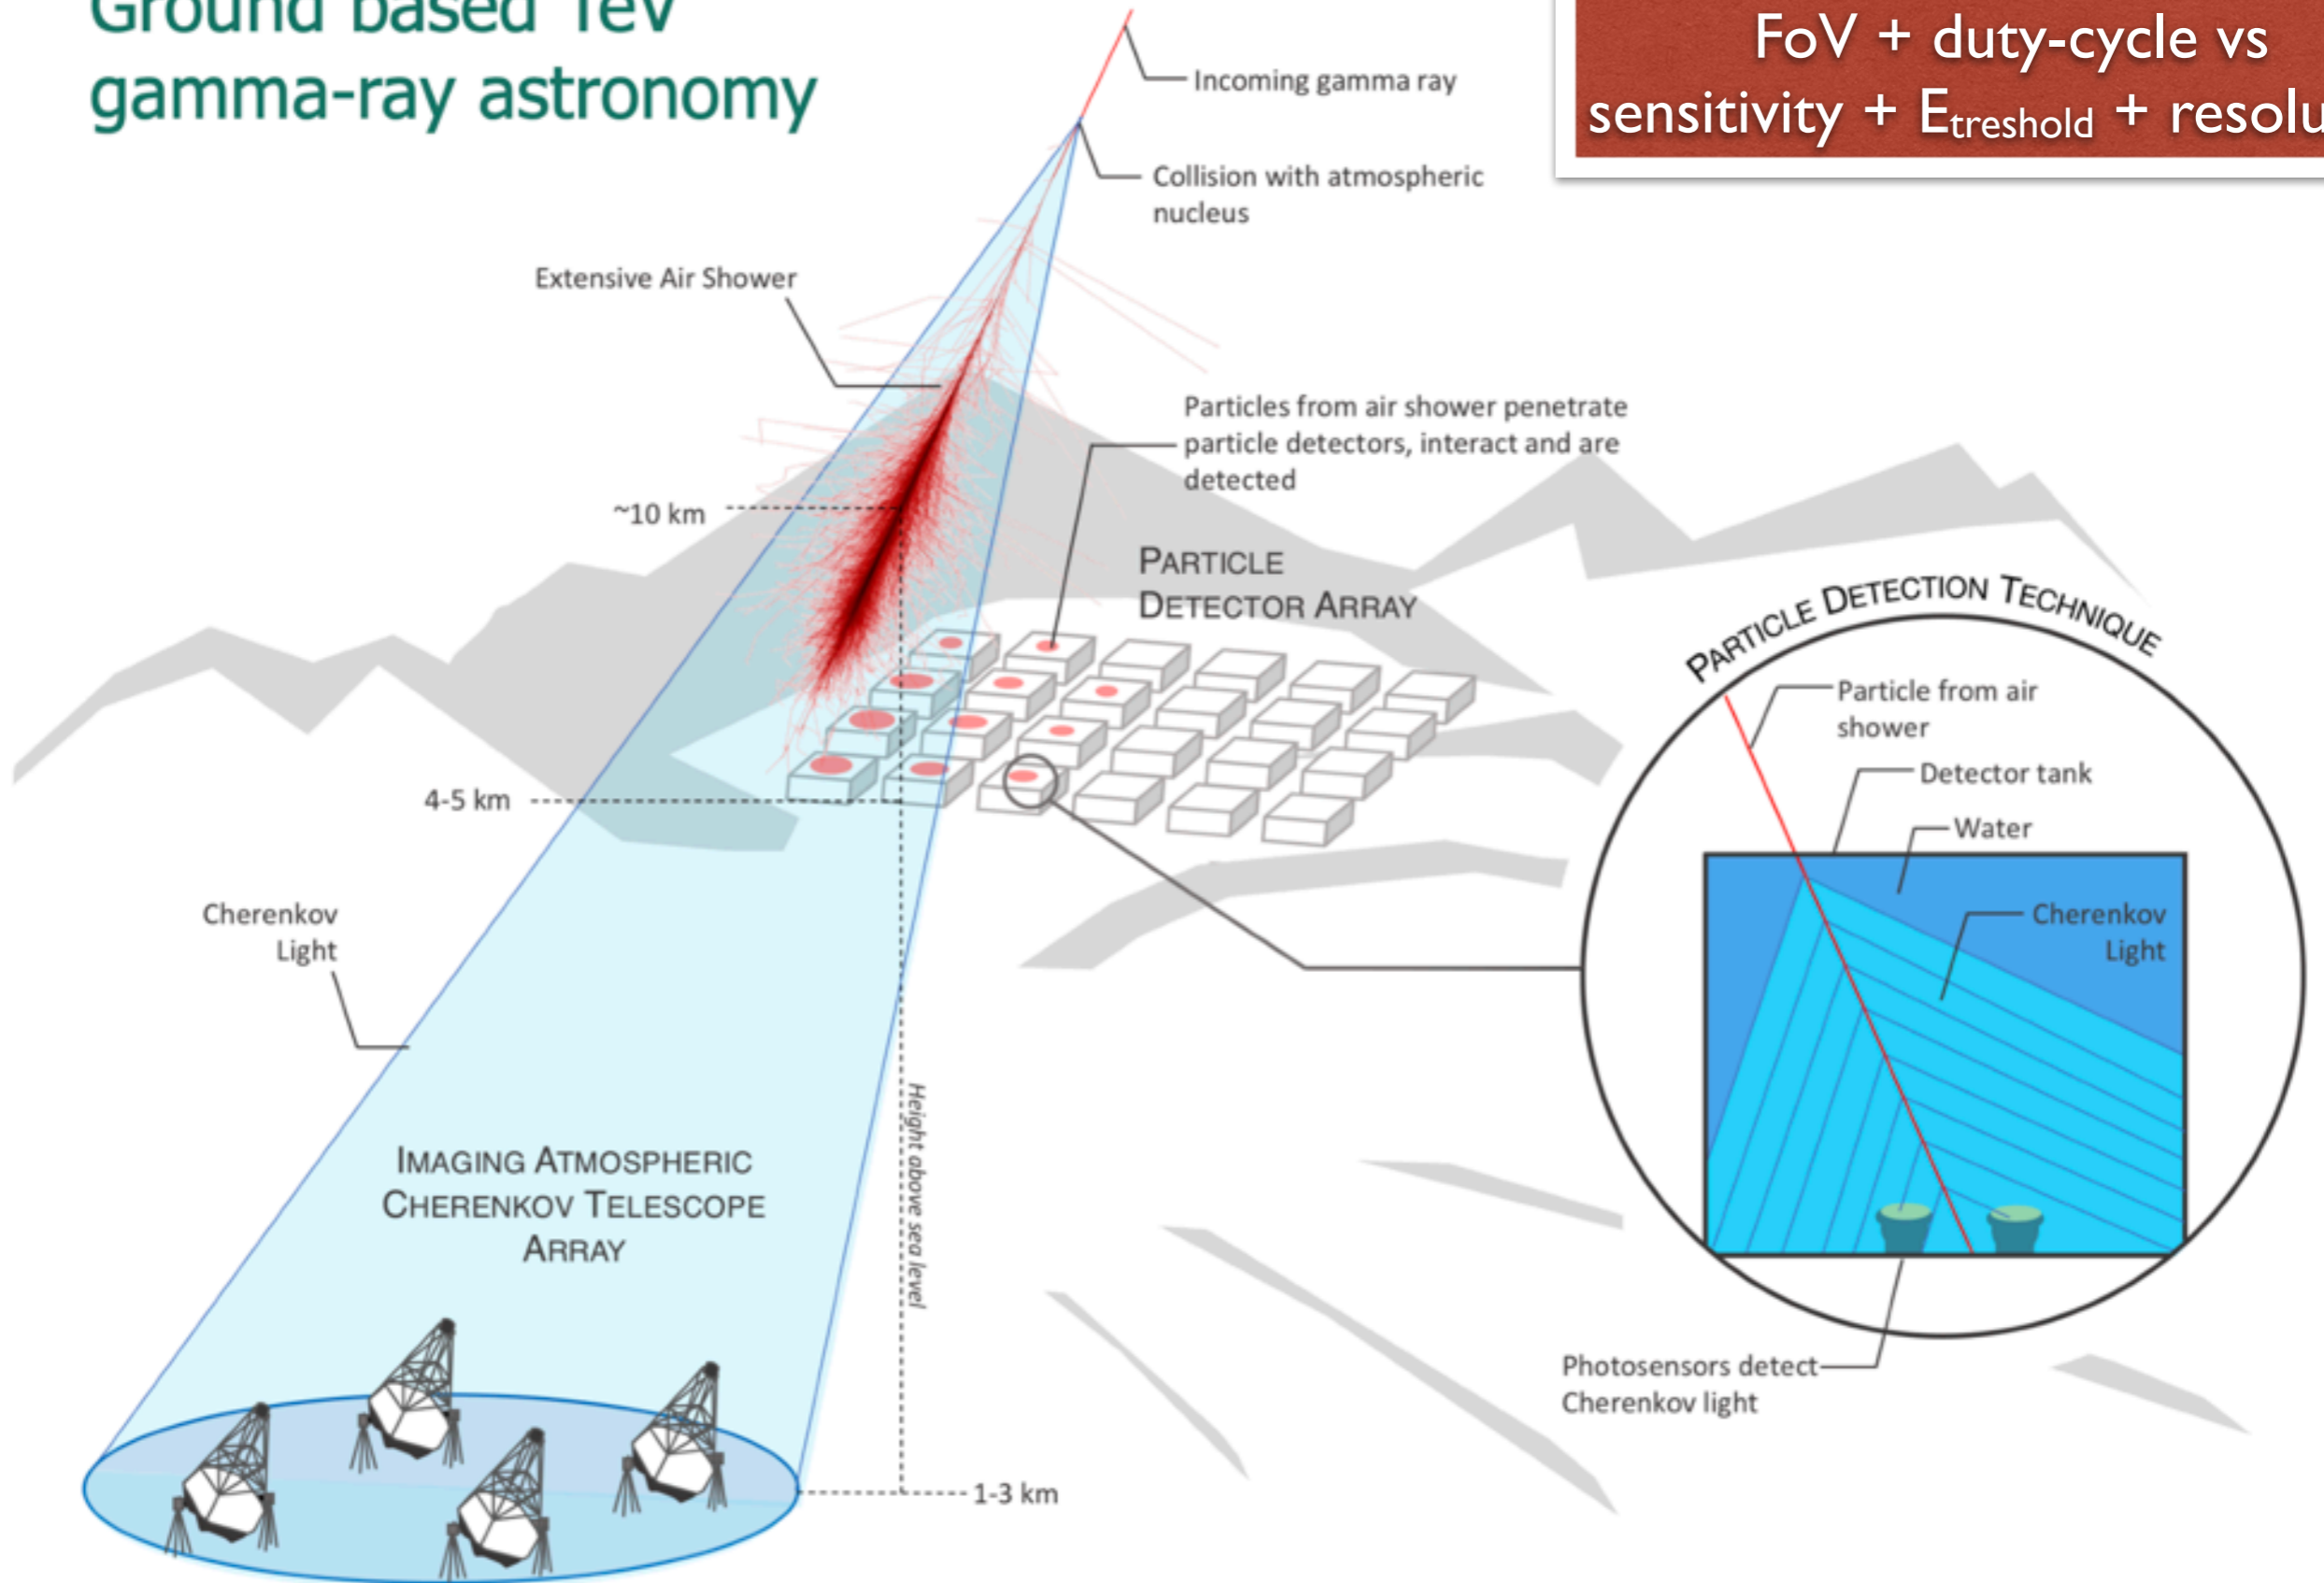 Ground based TeV
gamma-ray astronomy
FoV + duty-cycle vs
sensitivity + Etreshold +
Incoming gamma ray
Collision with atmospheric
nucleus
Extensive Air Shower
Particles from air shower penetrate
particle detectors, interact and are
detected
~10 km
PARTICLE
DETECTOR ARRAY
PARTICLE DETECTION TECHNIQUE
Particle from air
shower
Detector tank
Water
Cherenkov
Light
4-5 km
Cherenkov
Light
Height above sea level
IMAGING ATMOSPHERIC
CHERENKOV TELESCOPE
ARRAY
Photosensors detect
Cherenkov light
1-3 km